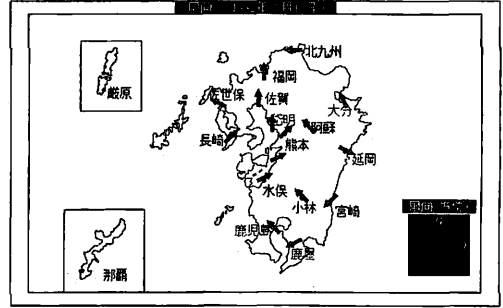 北九州
福岡
厳原
佐世保
佐賀
大分
阿蘇
長崎
熊本
延岡
水俣
小林
宮崎
鹿児島
鹿屋
那覇